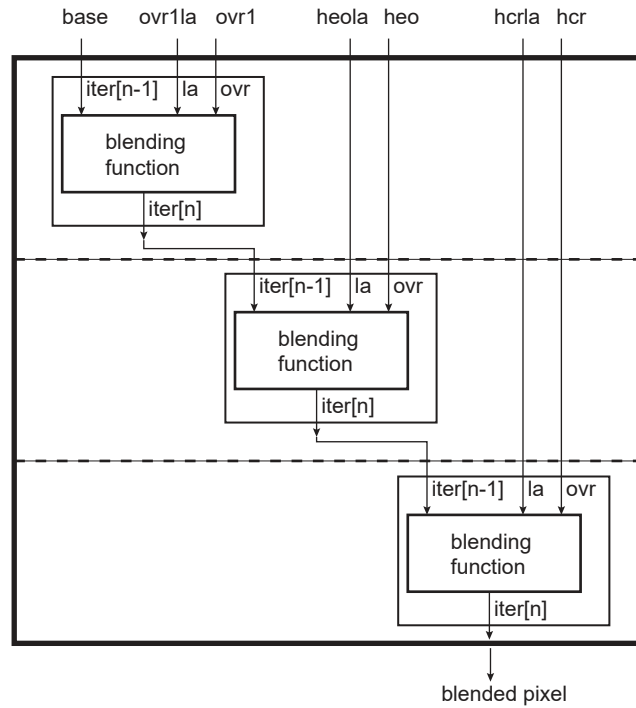 base ovr1la ovr1 heola heo hcrla hcr
iter[n-1] la ovr
blending
function
iter[n]
iter[n-1] la ovr
blending
function
iter[n]
iter[n-1] la ovr
blending
function
iter[n]
blended pixel